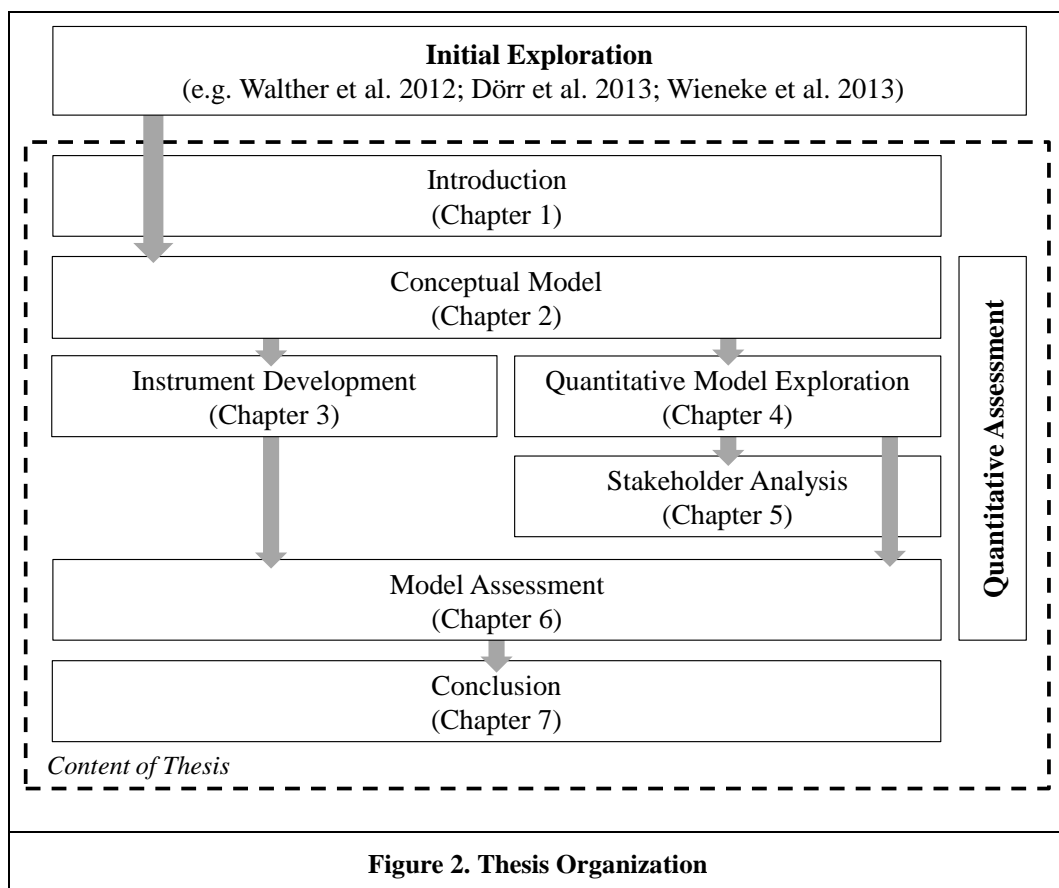 Initial Exploration
(e.g. Walther et al. 2012; Dörr et al. 2013; Wieneke et al. 2013)
Introduction
(Chapter 1)
Conceptual Model
(Chapter 2)
Instrument Development
(Chapter 3)
Quantitative Model Exploration
(Chapter 4)
Stakeholder Analysis
(Chapter 5)
Quantitative Assessment
Model Assessment
(Chapter 6)
Conclusion
(Chapter 7)
Content of Thesis
Figure 2. Thesis Organization